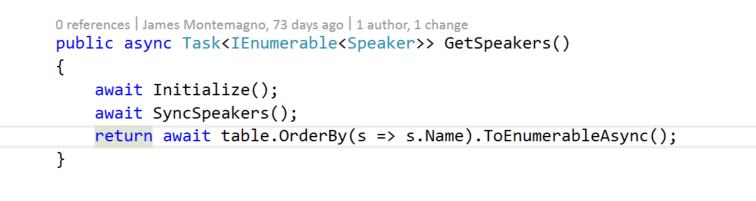 0 references | James Montemagno, 73 days ago | 1 author, 1 change
public async Task<IEnumerable<Speaker>> GetSpeakers()
{
    await Initialize();
    await SyncSpeakers();
    return await table.OrderBy(s => s.Name).ToEnumerableAsync();
}